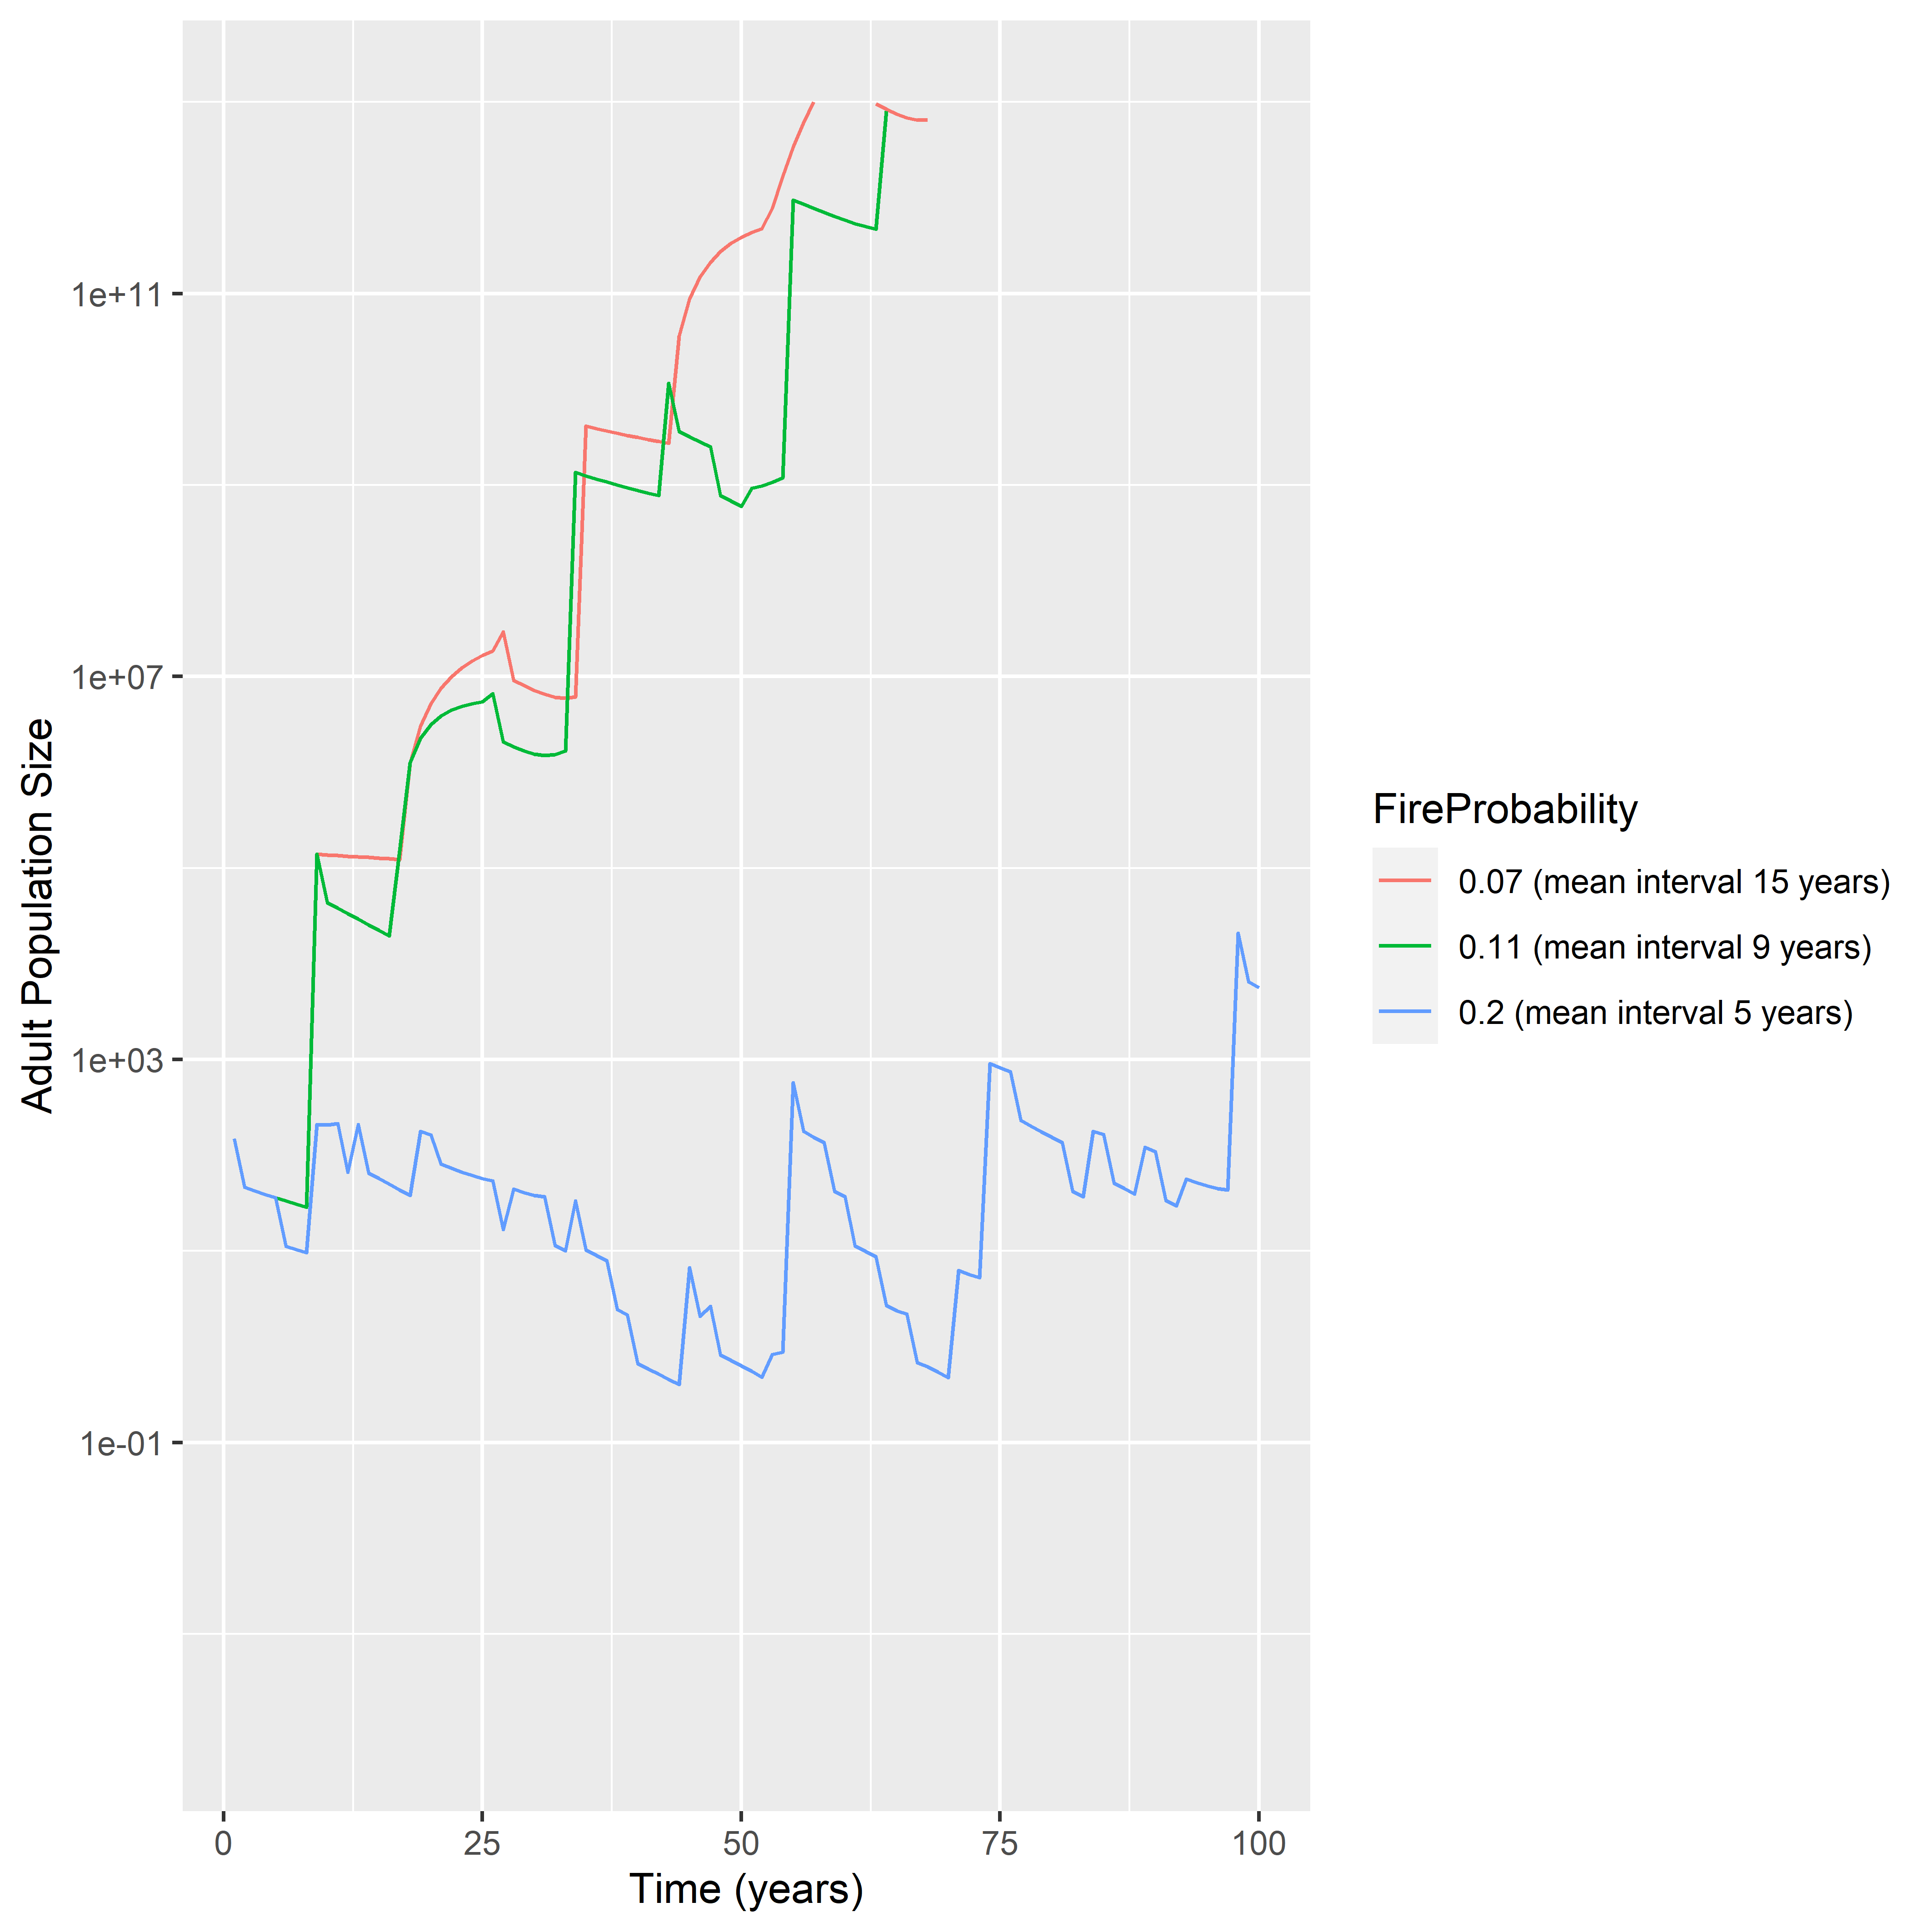 1e+11
1e+07
1e+03
1e-01
Adult Population Size
0
25
50
75
100
Time (years)
FireProbability
0.07 (mean interval 15 years)
0.11 (mean interval 9 years)
0.2 (mean interval 5 years)